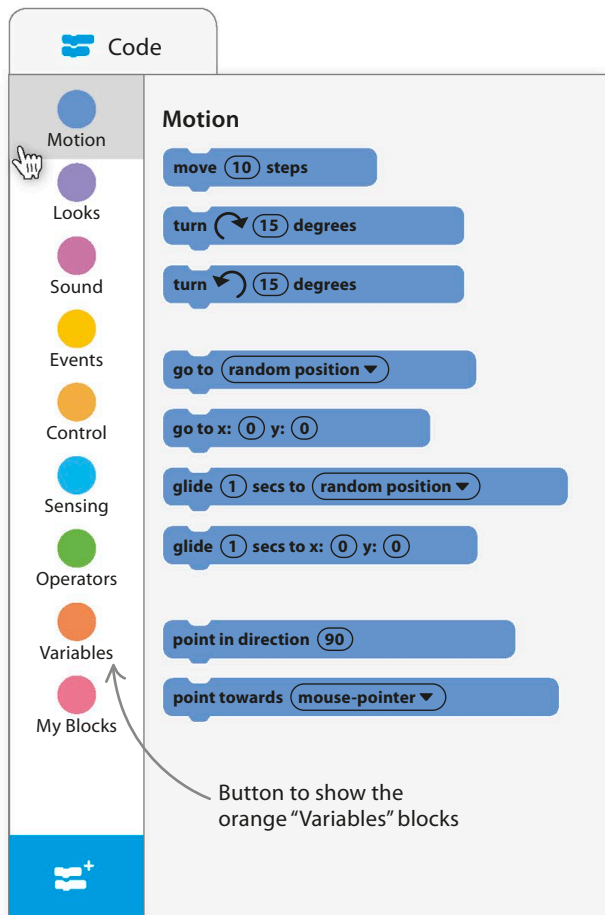 Code
Motion
Looks
Sound
Events
Control
Sensing
Operators
Variables
My Blocks
Motion
move 10 steps
turn 15 degrees
turn 15 degrees
go to random position
go to x: 0 y: 0
glide 1 secs to random position
glide 1 secs to x: 0 y: 0
point in direction 90
point towards mouse-pointer
Button to show the
orange “Variables” blocks